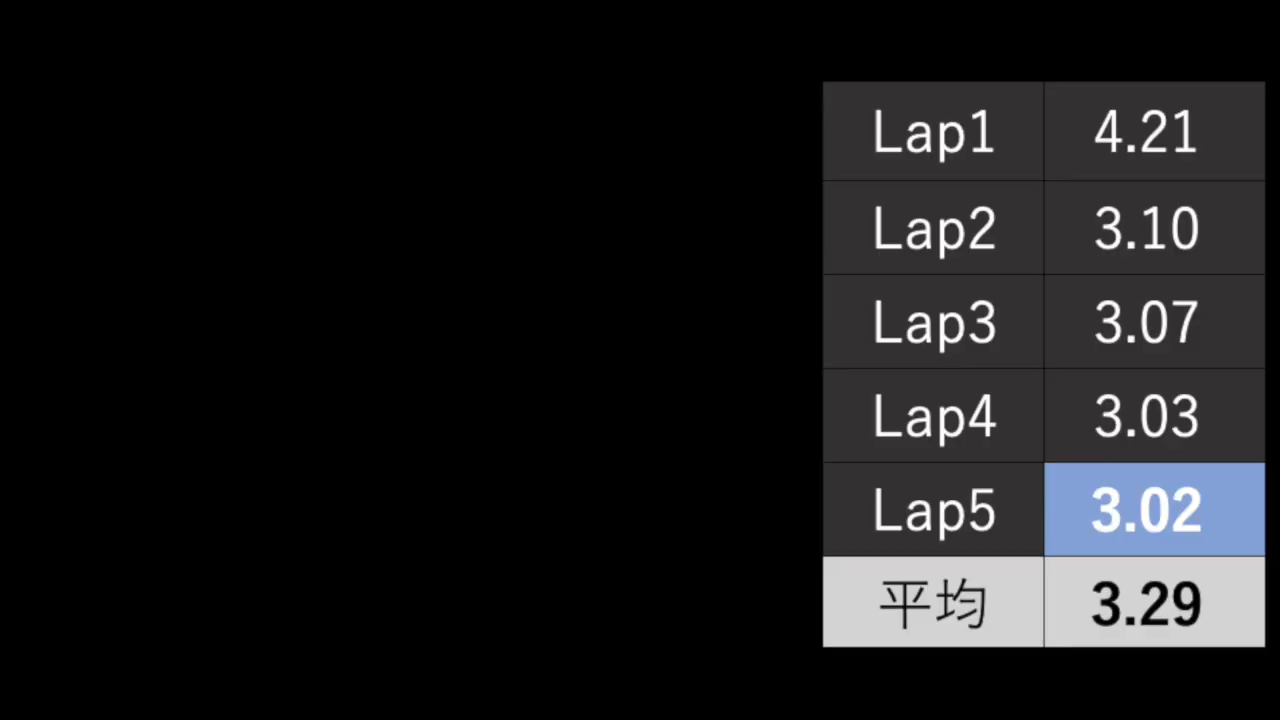 Lap1 4.21
Lap2 3.10
Lap3 3.07
Lap4 3.03
Lap5 3.02
平均 3.29